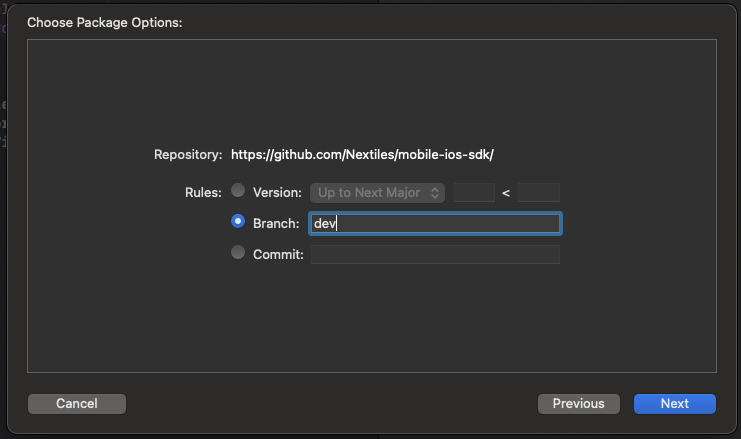 Choose Package Options:
Repository: https://github.com/Nextiles/mobile-ios-sdk/
Rules: Version: Up to Next Major <
Branch: dev
Commit:
Cancel Previous Next